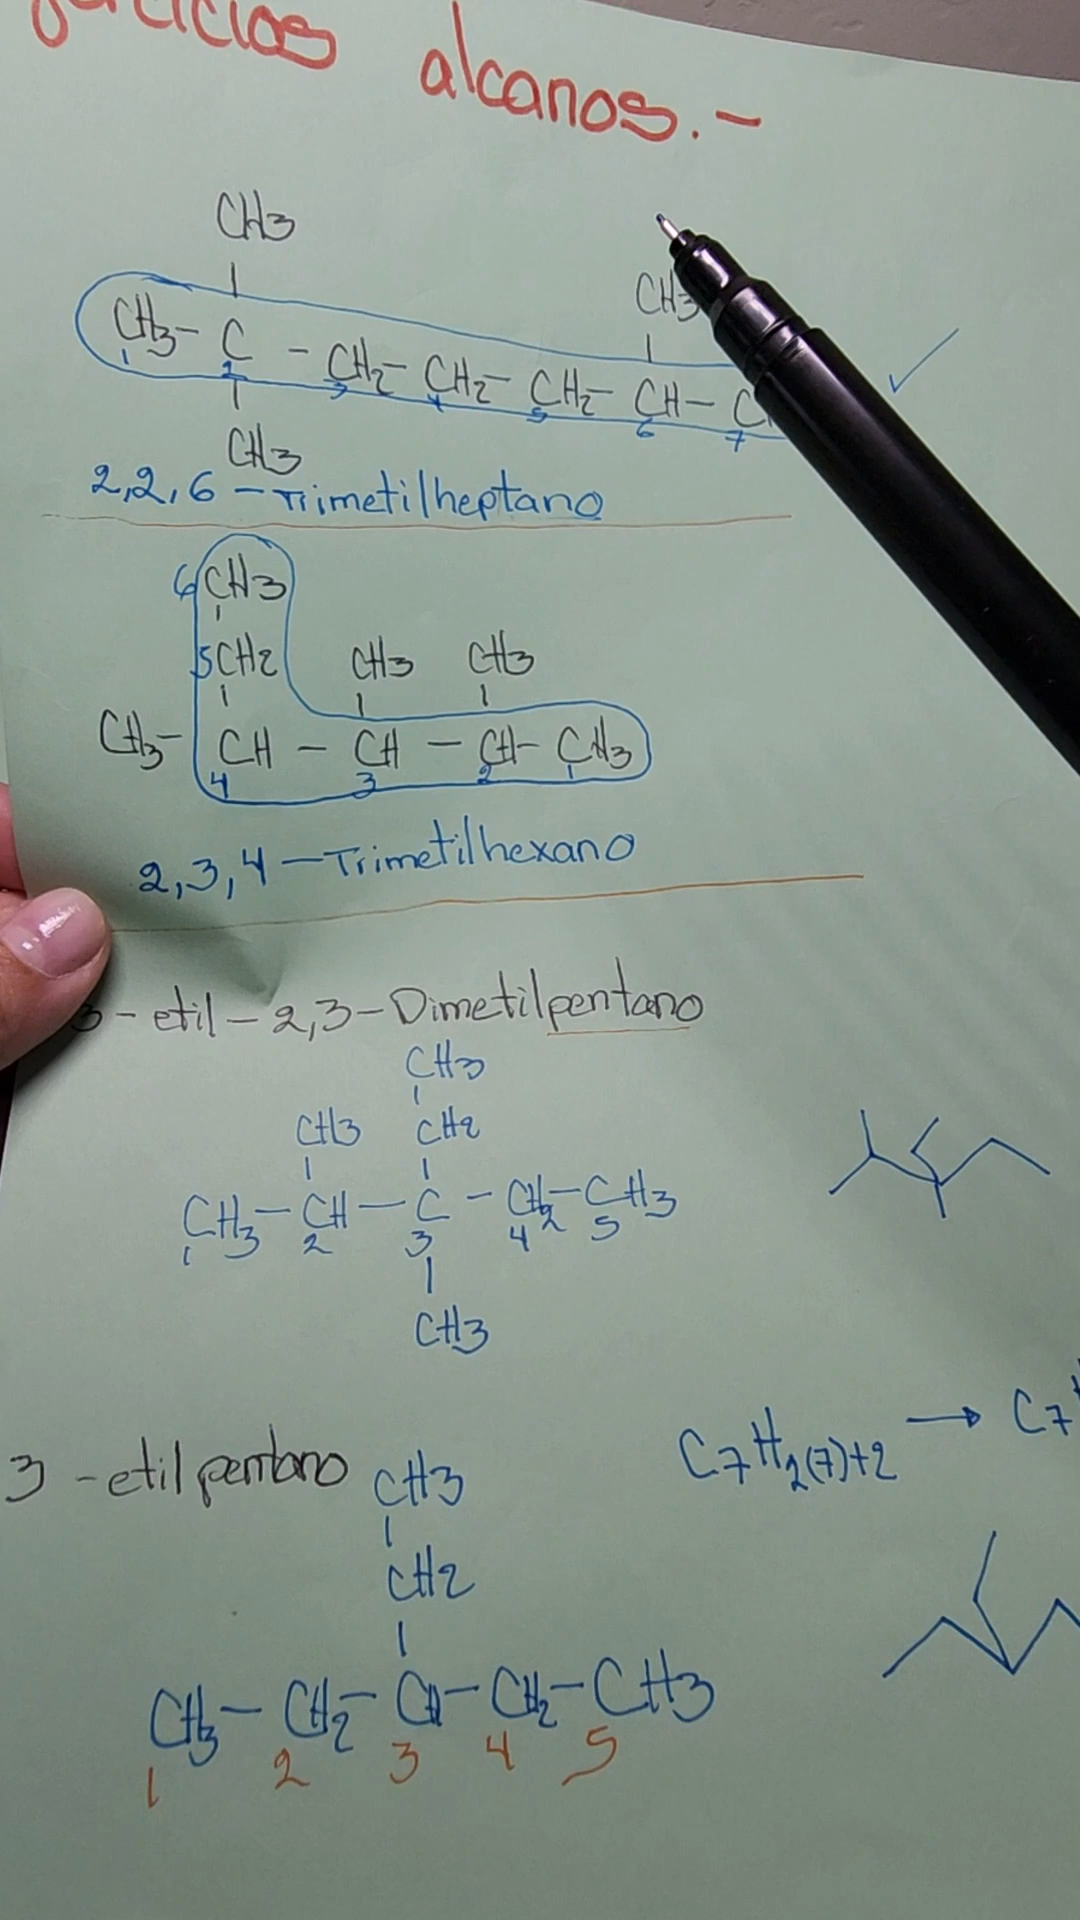 ejercicios alcanos.-
CH3
CH3
CH3- C - CH2- CH2- CH2- CH- C
1 2 3 4 5 6 7
CH3
2,2,6-Trimetilheptano
6 CH3
5 CH2 CH3 CH3
CH3- CH - CH - CH- CH3
4 3 2 1
2,3,4-Trimetilhexano
3-etil-2,3-Dimetilpentano
CH3
CH3 CH2
CH3- CH - C - CH2-CH3
1 2 3 4 5
CH3
C7H2(7)+2 → C7H
3-etilpentano CH3
CH2
CH3- CH2- CH- CH2-CH3
1 2 3 4 5